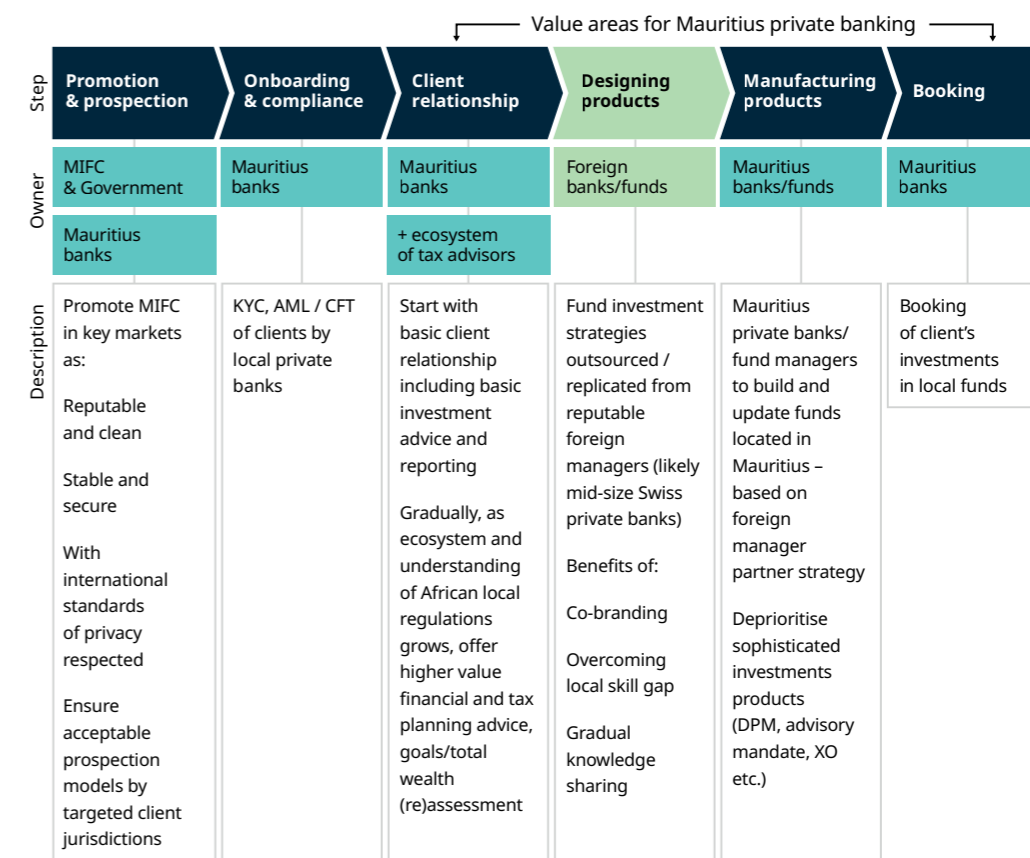 Value areas for Mauritius private banking
Step
Promotion
& prospection
Onboarding
& compliance
Client
relationship
Designing
products
Manufacturing
products
Booking
Owner
MIFC
& Government
Mauritius
banks
Mauritius
banks
Foreign
banks/funds
Mauritius
banks/funds
Mauritius
banks
Mauritius
banks
+ ecosystem
of tax advisors
Description
Promote MIFC
in key markets
as:
Reputable
and clean
Stable and
secure
With
international
standards
of privacy
respected
Ensure
acceptable
prospection
models by
targeted client
jurisdictions
KYC, AML / CFT
of clients by
local private
banks
Start with
basic client
relationship
including basic
investment
advice and
reporting
Gradually, as
ecosystem and
understanding
of African local
regulations
grows, offer
higher value
financial and tax
planning advice,
goals/total
wealth
(re)assessment
Fund investment
strategies
outsourced /
replicated from
reputable
foreign
managers (likely
mid-size Swiss
private banks)
Benefits of:
Co-branding
Overcoming
local skill gap
Gradual
knowledge
sharing
Mauritius
private banks/
fund managers
to build and
update funds
located in
Mauritius –
based on
foreign
manager
partner strategy
Deprioritise
sophisticated
investments
products
(DPM, advisory
mandate, XO
etc.)
Booking
of client’s
investments
in local funds